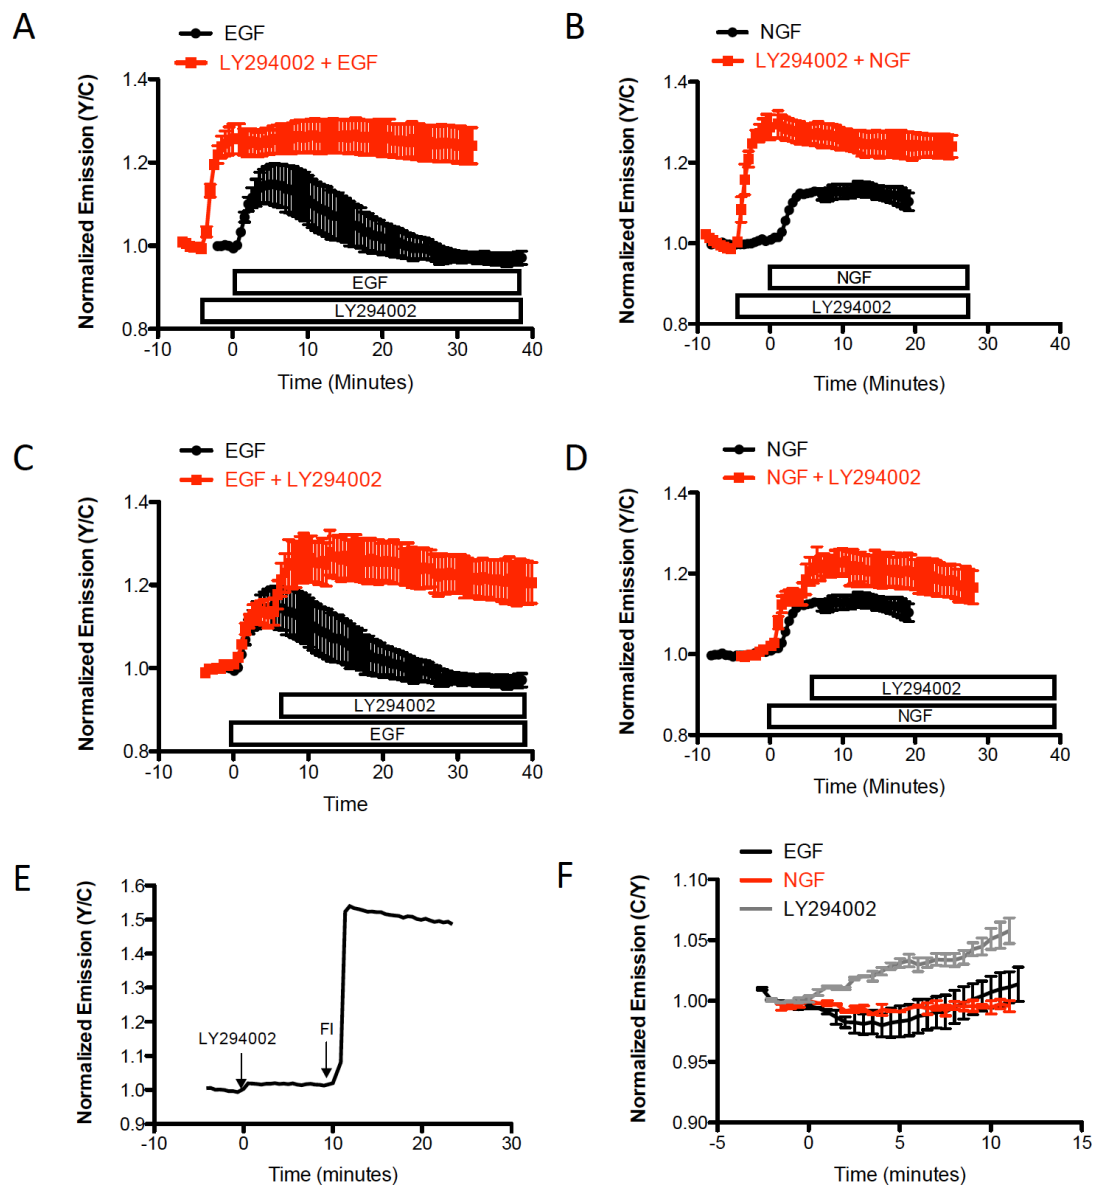 A
EGF
LY294002 + EGF
Normalized Emission (Y/C)
1.4
1.2
1.0
0.8
EGF
LY294002
-10 0 10 20 30 40
Time (Minutes)
B
NGF
LY294002 + NGF
Normalized Emission (Y/C)
1.4
1.2
1.0
0.8
NGF
LY294002
-10 0 10 20 30 40
Time (Minutes)
C
EGF
EGF + LY294002
Normalized Emission (Y/C)
1.4
1.2
1.0
0.8
LY294002
EGF
-10 0 10 20 30 40
Time
D
NGF
NGF + LY294002
Normalized Emission (Y/C)
1.4
1.2
1.0
0.8
LY294002
NGF
-10 0 10 20 30 40
Time (Minutes)
E
Normalized Emission (Y/C)
1.6
1.5
1.4
1.3
1.2
1.1
1.0
0.9
LY294002
FI
-10 0 10 20 30
Time (minutes)
F
EGF
NGF
LY294002
Normalized Emission (C/Y)
1.10
1.05
1.00
0.95
0.90
-5 0 5 10 15
Time (minutes)